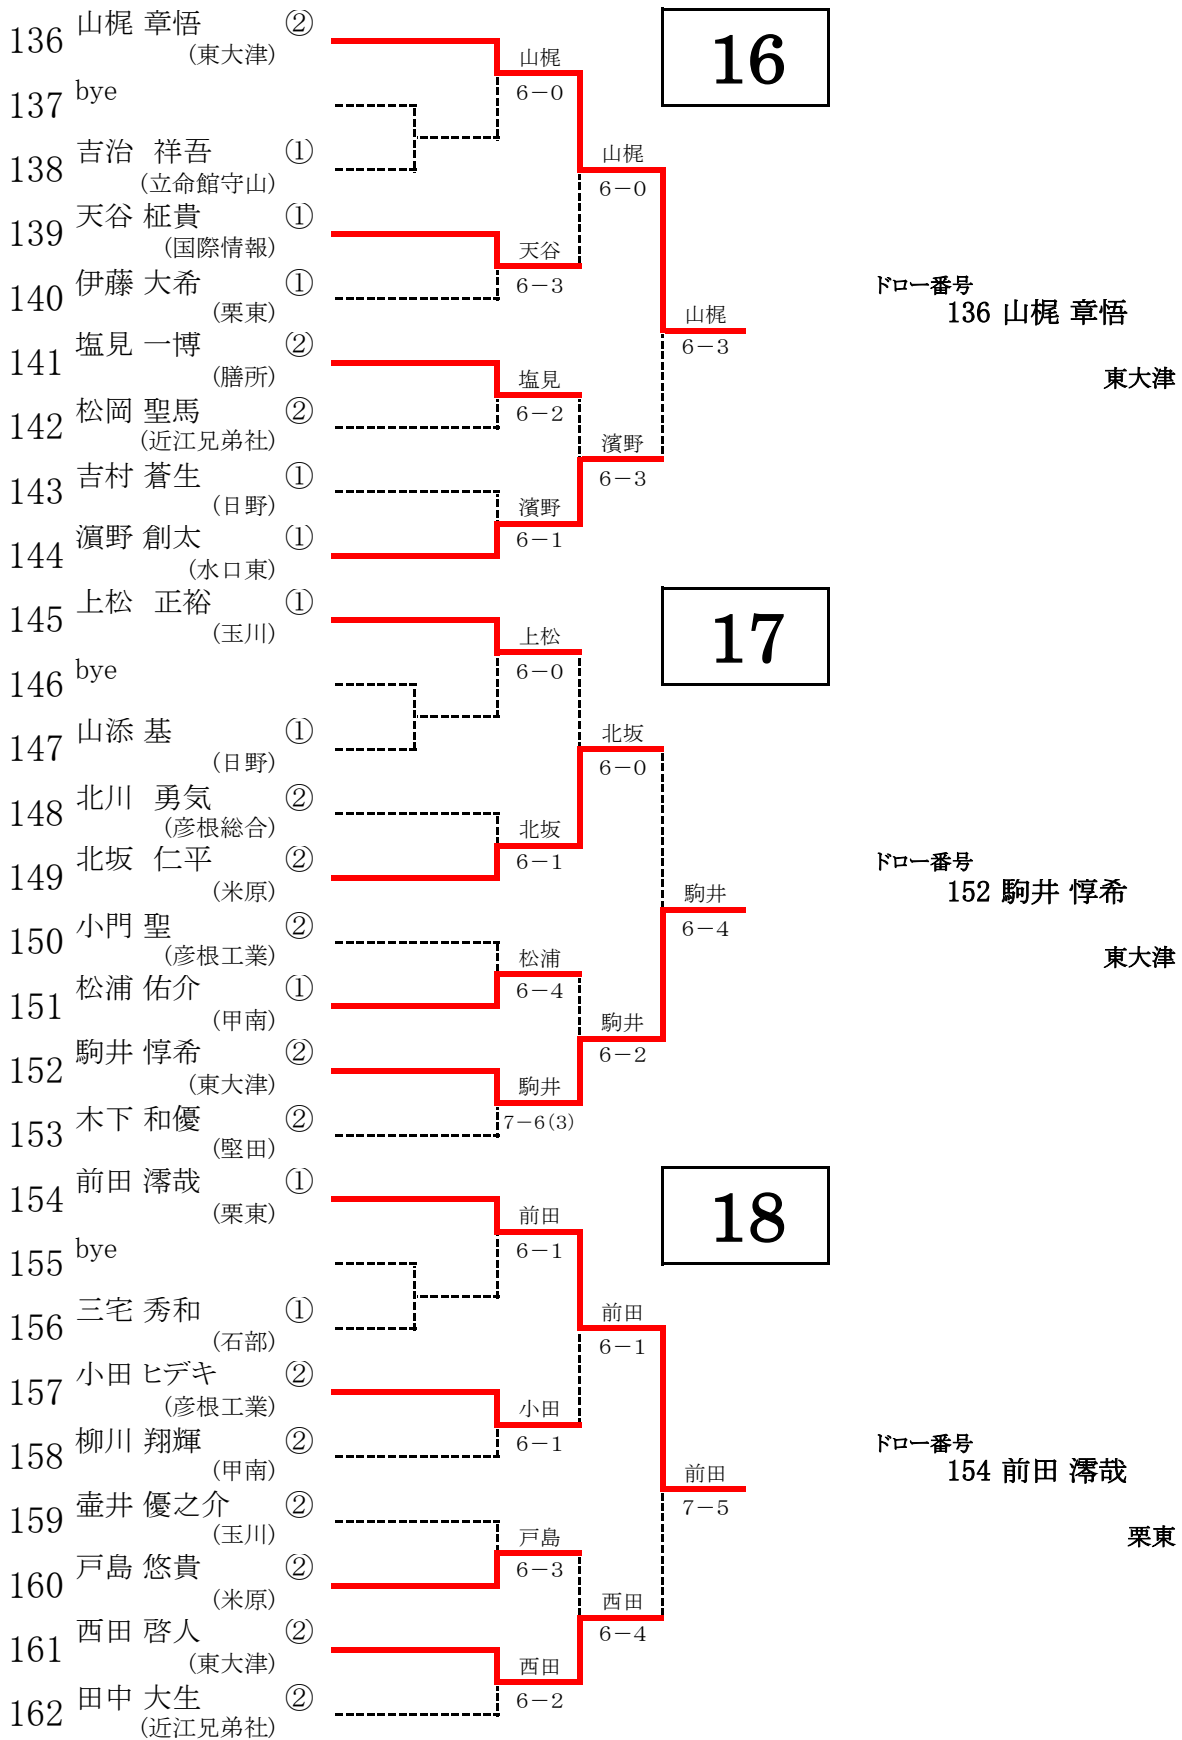 136 山梶 章悟 ②
(東大津)
137 bye
138 吉治 祥吾 ①
(立命館守山)
139 天谷 柾貴 ①
(国際情報)
140 伊藤 大希 ①
(栗東)
141 塩見 一博 ②
(膳所)
142 松岡 聖馬 ②
(近江兄弟社)
143 吉村 蒼生 ①
(日野)
144 濵野 創太 ①
(水口東)
山梶
6-0
天谷
6-3
塩見
6-2
濱野
6-1
山梶
6-0
濱野
6-3
山梶
6-3
16
ドロー番号
136 山梶 章悟
東大津
145 上松 正裕 ①
(玉川)
146 bye
147 山添 基 ①
(日野)
148 北川 勇気 ②
(彦根総合)
149 北坂 仁平 ②
(米原)
150 小門 聖 ②
(彦根工業)
151 松浦 佑介 ①
(甲南)
152 駒井 惇希 ②
(東大津)
153 木下 和優 ②
(堅田)
上松
6-0
北坂
6-1
松浦
6-4
駒井
7-6(3)
北坂
6-0
駒井
6-2
駒井
6-4
17
ドロー番号
152 駒井 惇希
東大津
154 前田 澪哉 ①
(栗東)
155 bye
156 三宅 秀和 ①
(石部)
157 小田 ヒデキ ②
(彦根工業)
158 柳川 翔輝 ②
(甲南)
159 壷井 優之介 ②
(玉川)
160 戸島 悠貴 ②
(米原)
161 西田 啓人 ②
(東大津)
162 田中 大生 ②
(近江兄弟社)
前田
6-1
小田
6-1
戸島
6-3
西田
6-2
前田
6-1
西田
6-4
前田
7-5
18
ドロー番号
154 前田 澪哉
栗東